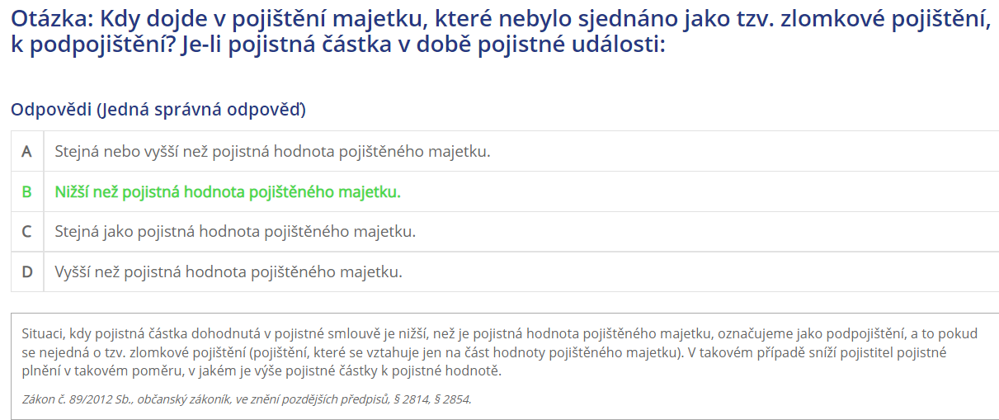 Otázka: Kdy dojde v pojištění majetku, které nebylo sjednáno jako tzv. zlomkové pojištění,
k podpojištění? Je-li pojistná částka v době pojistné události:
Odpovědi (Jedná správná odpověď)
A Stejná nebo vyšší než pojistná hodnota pojištěného majetku.
B Nižší než pojistná hodnota pojištěného majetku.
C Stejná jako pojistná hodnota pojištěného majetku.
D Vyšší než pojistná hodnota pojištěného majetku.
Situaci, kdy pojistná částka dohodnutá v pojistné smlouvě je nižší, než je pojistná hodnota pojištěného majetku, označujeme jako podpojištění, a to pokud
se nejedná o tzv. zlomkové pojištění (pojištění, které se vztahuje jen na část hodnoty pojištěného majetku). V takovém případě sníží pojistitel pojistné
plnění v takovém poměru, v jakém je výše pojistné částky k pojistné hodnotě.
Zákon č. 89/2012 Sb., občanský zákoník, ve znění pozdějších předpisů, § 2814, § 2854.